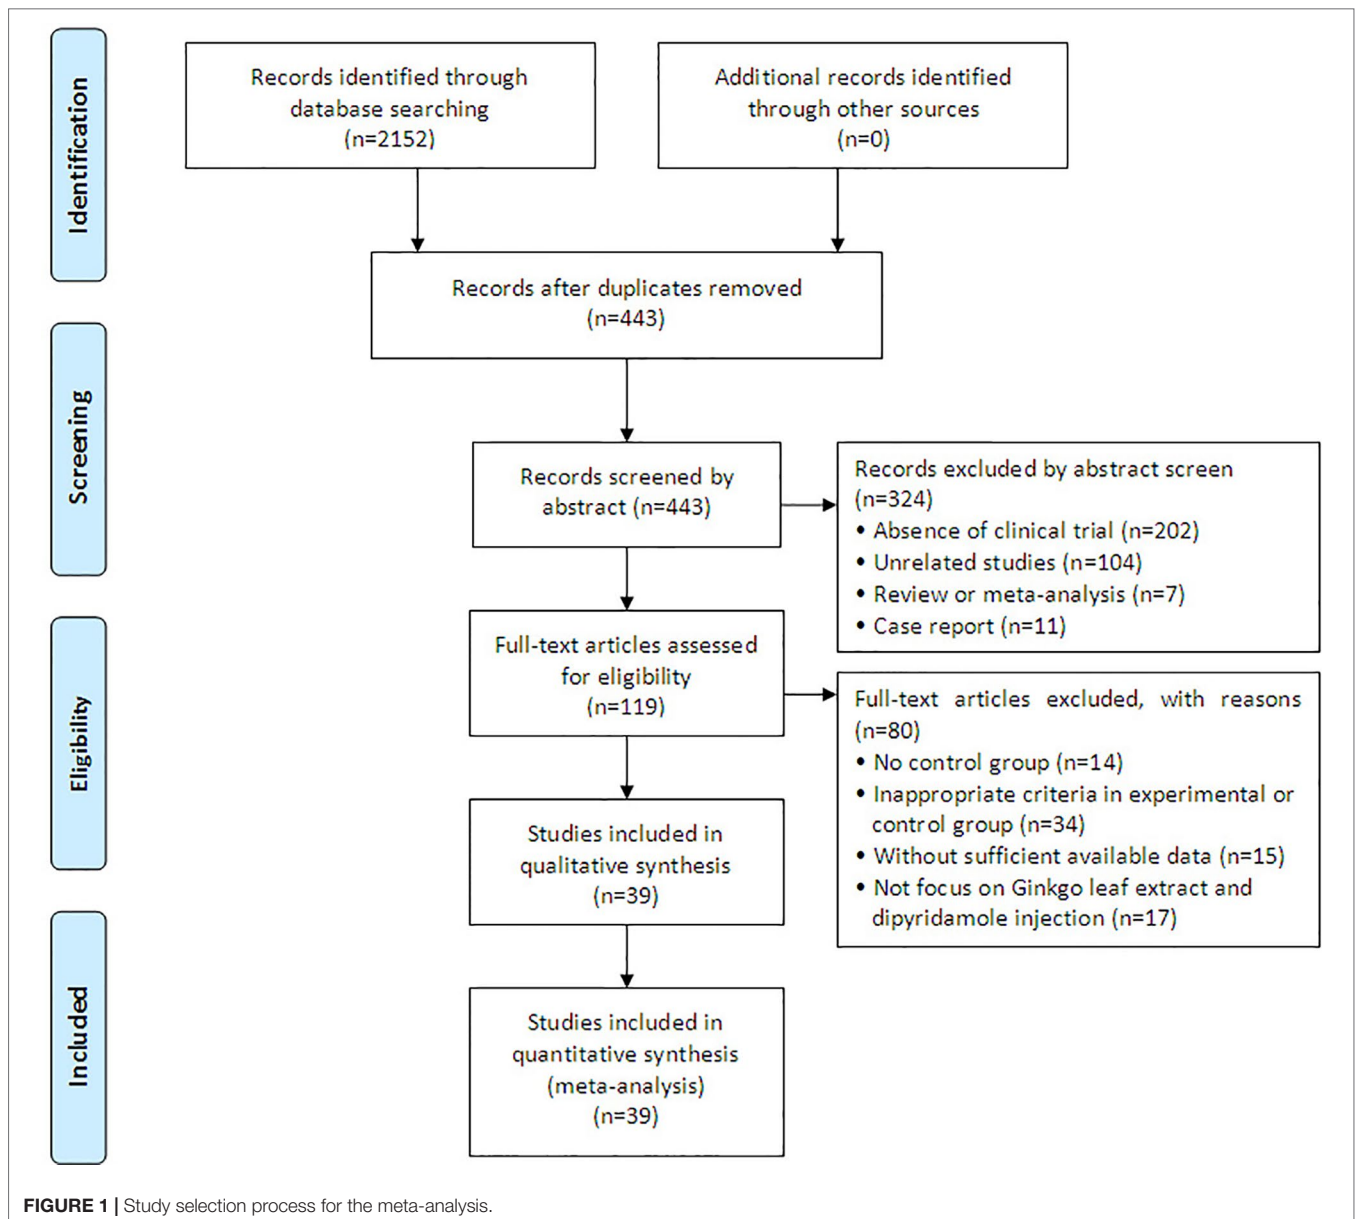 Identification
Records identified through
database searching
(n=2152)
Additional records identified
through other sources
(n=0)
Records after duplicates removed
(n=443)
Screening
Records screened by
abstract (n=443)
Records excluded by abstract screen
(n=324)
• Absence of clinical trial (n=202)
• Unrelated studies (n=104)
• Review or meta-analysis (n=7)
• Case report (n=11)
Eligibility
Full-text articles assessed
for eligibility
(n=119)
Full-text articles excluded, with reasons
(n=80)
• No control group (n=14)
• Inappropriate criteria in experimental or
control group (n=34)
• Without sufficient available data (n=15)
• Not focus on Ginkgo leaf extract and
dipyridamole injection (n=17)
Studies included in
qualitative synthesis
(n=39)
Included
Studies included in
quantitative synthesis
(meta-analysis)
(n=39)
FIGURE 1 | Study selection process for the meta-analysis.